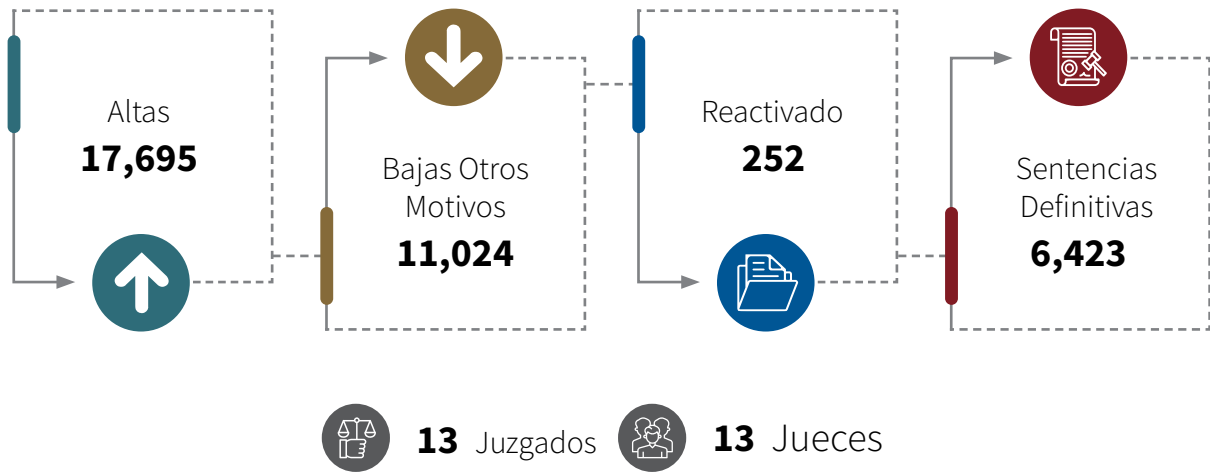 Altas
17,695
Bajas Otros
Motivos
11,024
Reactivado
252
Sentencias
Definitivas
6,423
13 Juzgados
13 Jueces